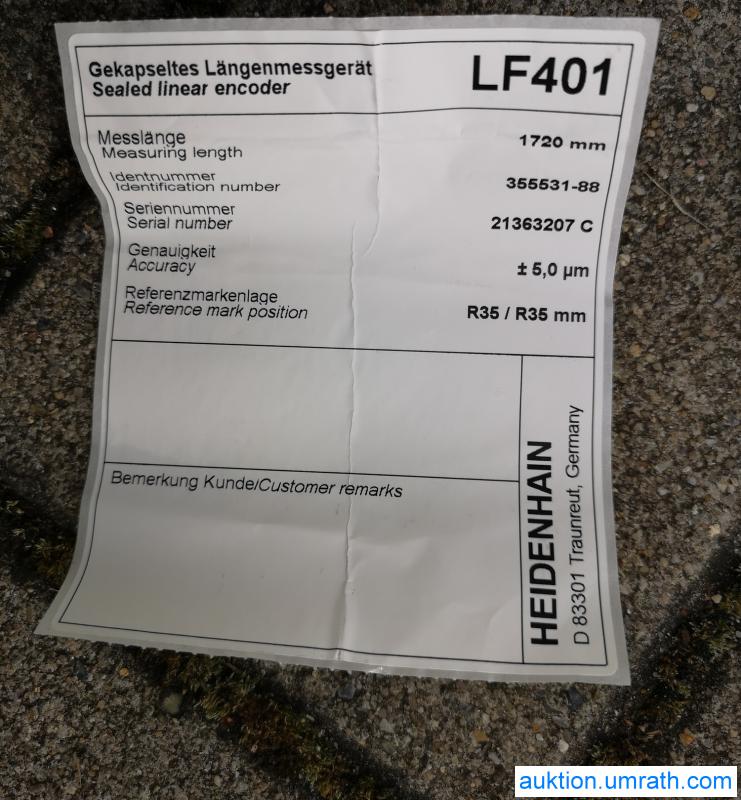 Gekapseltes Längenmessgerät
Sealed linear encoder
LF401
Messlänge
Measuring length
1720 mm
Identnummer
Identification number
355531-88
Seriennummer
Serial number
21363207 C
Genauigkeit
Accuracy
± 5,0 µm
Referenzmarkenlage
Reference mark position
R35 / R35 mm
Bemerkung Kunde/Customer remarks
HEIDENHAIN
D 83301 Traunreut, Germany
auktion.umrath.com